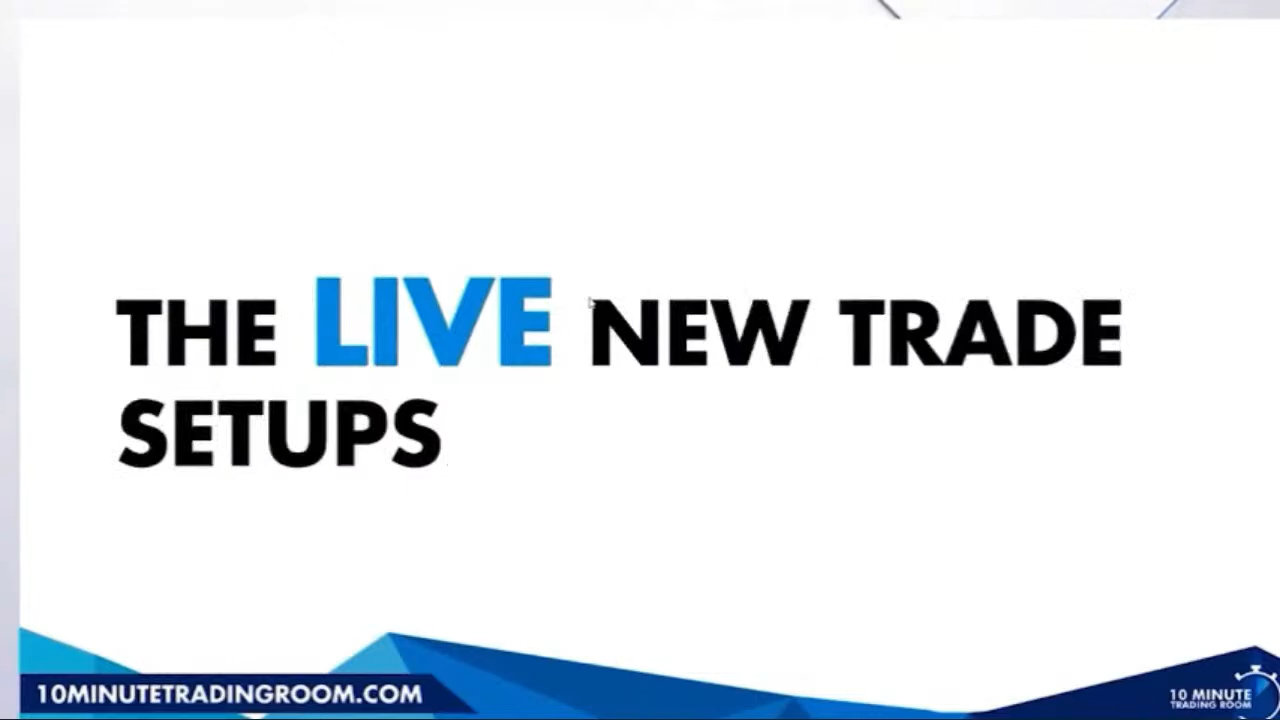 THE LIVE NEW TRADE
SETUPS
10MINUTETRADINGROOM.COM
10 MINUTE
TRADING ROOM